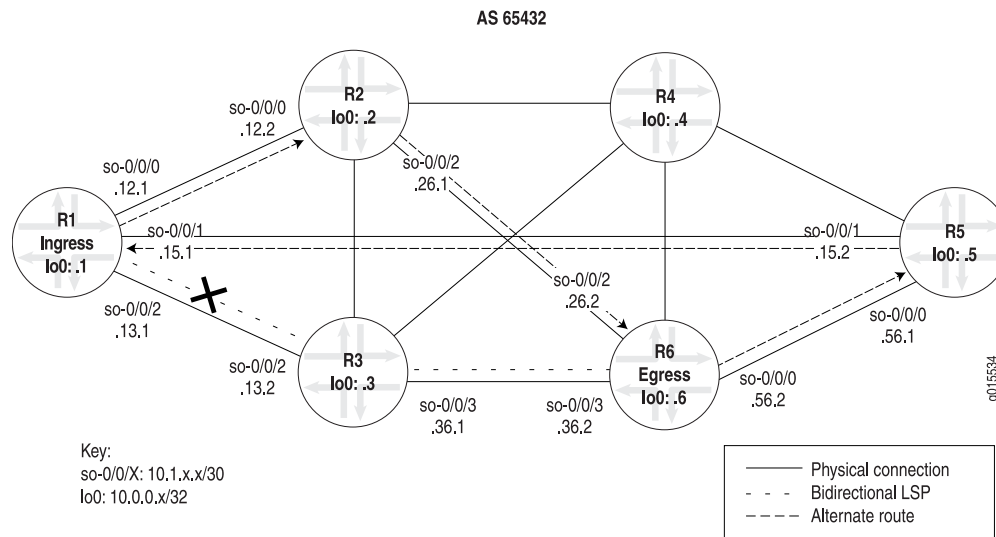 AS 65432
R2
lo0: .2
R4
lo0: .4
so-0/0/0
.12.2
so-0/0/0
.12.1
so-0/0/2
.26.1
R1
Ingress
lo0: .1
so-0/0/1
.15.1
so-0/0/1
.15.2
R5
lo0: .5
so-0/0/2
.13.1
so-0/0/2
.26.2
so-0/0/0
.56.1
so-0/0/2
.13.2
R3
lo0: .3
R6
Egress
lo0: .6
so-0/0/0
.56.2
so-0/0/3
.36.1
so-0/0/3
.36.2
g015534
Key:
so-0/0/X: 10.1.x.x/30
lo0: 10.0.0.x/32
Physical connection
Bidirectional LSP
Alternate route